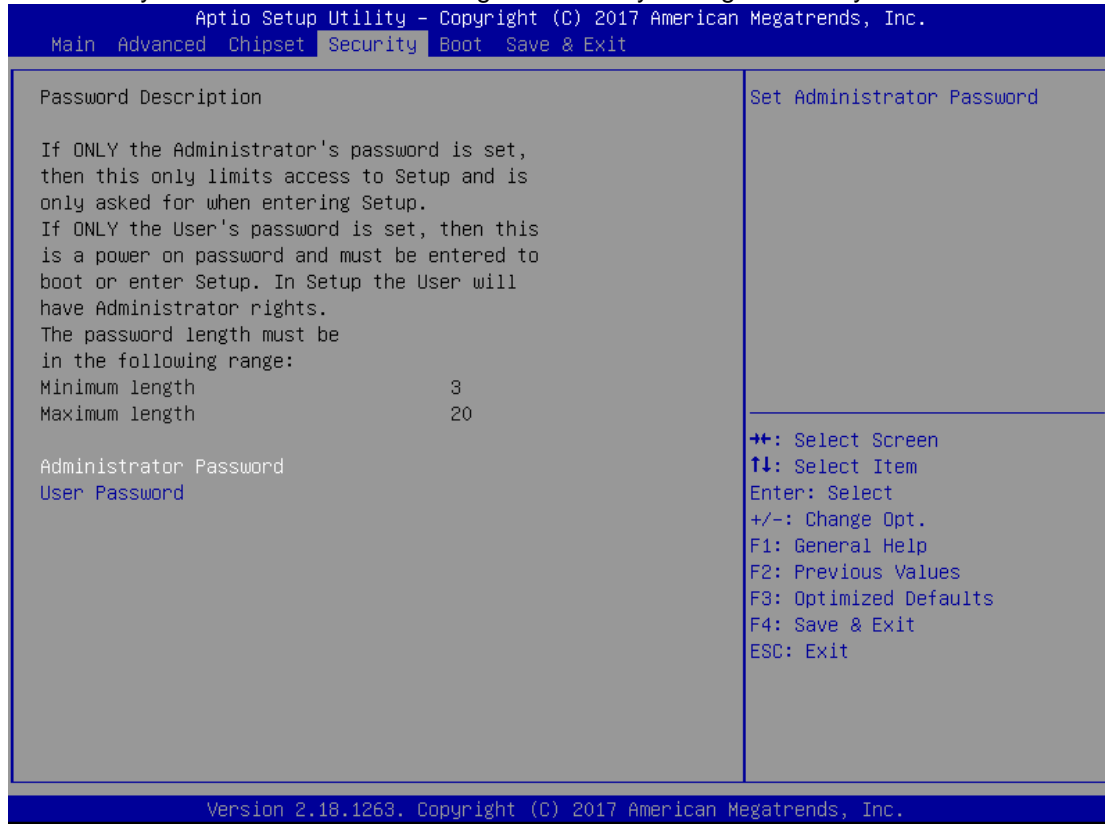 Aptio Setup Utility – Copyright (C) 2017 American Megatrends, Inc.
Main Advanced Chipset Security Boot Save & Exit
Password Description
If ONLY the Administrator's password is set,
then this only limits access to Setup and is
only asked for when entering Setup.
If ONLY the User's password is set, then this
is a power on password and must be entered to
boot or enter Setup. In Setup the User will
have Administrator rights.
The password length must be
in the following range:
Minimum length 3
Maximum length 20
Administrator Password
User Password
Set Administrator Password
→←: Select Screen
↑↓: Select Item
Enter: Select
+/-: Change Opt.
F1: General Help
F2: Previous Values
F3: Optimized Defaults
F4: Save & Exit
ESC: Exit
Version 2.18.1263. Copyright (C) 2017 American Megatrends, Inc.